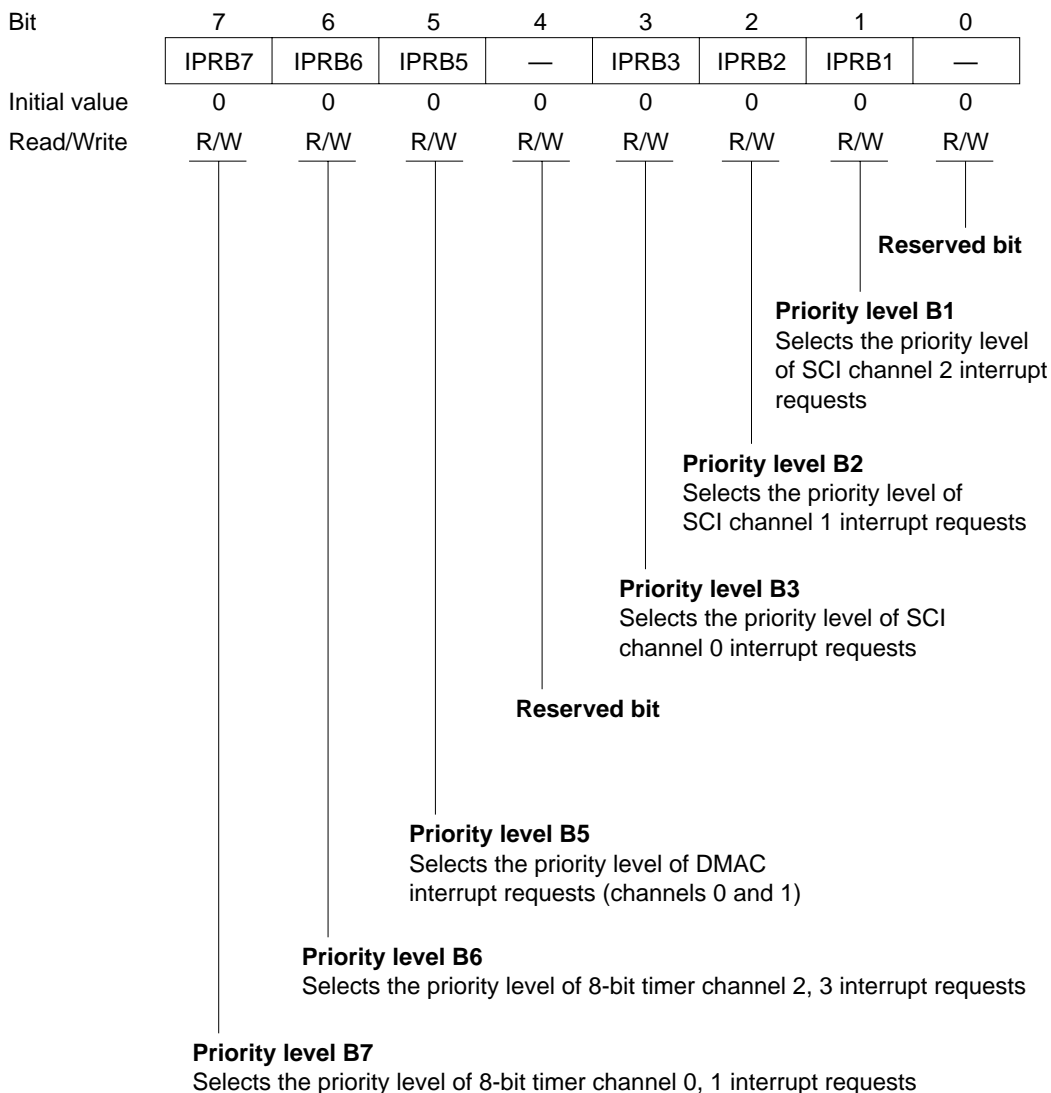 Bit 7 6 5 4 3 2 1 0
IPRB7 IPRB6 IPRB5 — IPRB3 IPRB2 IPRB1 —
Initial value 0 0 0 0 0 0 0 0
Read/Write R/W R/W R/W R/W R/W R/W R/W R/W
Reserved bit
Priority level B1
Selects the priority level
of SCI channel 2 interrupt
requests
Priority level B2
Selects the priority level of
SCI channel 1 interrupt requests
Priority level B3
Selects the priority level of SCI
channel 0 interrupt requests
Reserved bit
Priority level B5
Selects the priority level of DMAC
interrupt requests (channels 0 and 1)
Priority level B6
Selects the priority level of 8-bit timer channel 2, 3 interrupt requests
Priority level B7
Selects the priority level of 8-bit timer channel 0, 1 interrupt requests